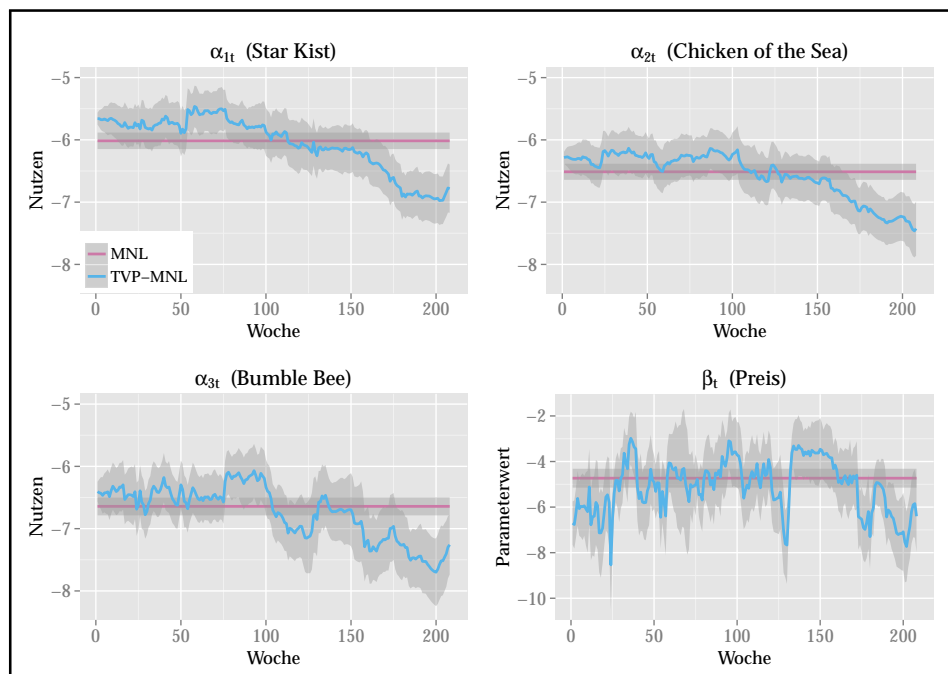 α1t (Star Kist)
−5
−6
−7
−8
Nutzen
MNL
TVP−MNL
0 50 100 150 200
Woche
α2t (Chicken of the Sea)
−5
−6
−7
−8
Nutzen
0 50 100 150 200
Woche
α3t (Bumble Bee)
−5
−6
−7
−8
Nutzen
0 50 100 150 200
Woche
βt (Preis)
−2
−4
−6
−8
−10
Parameterwert
0 50 100 150 200
Woche